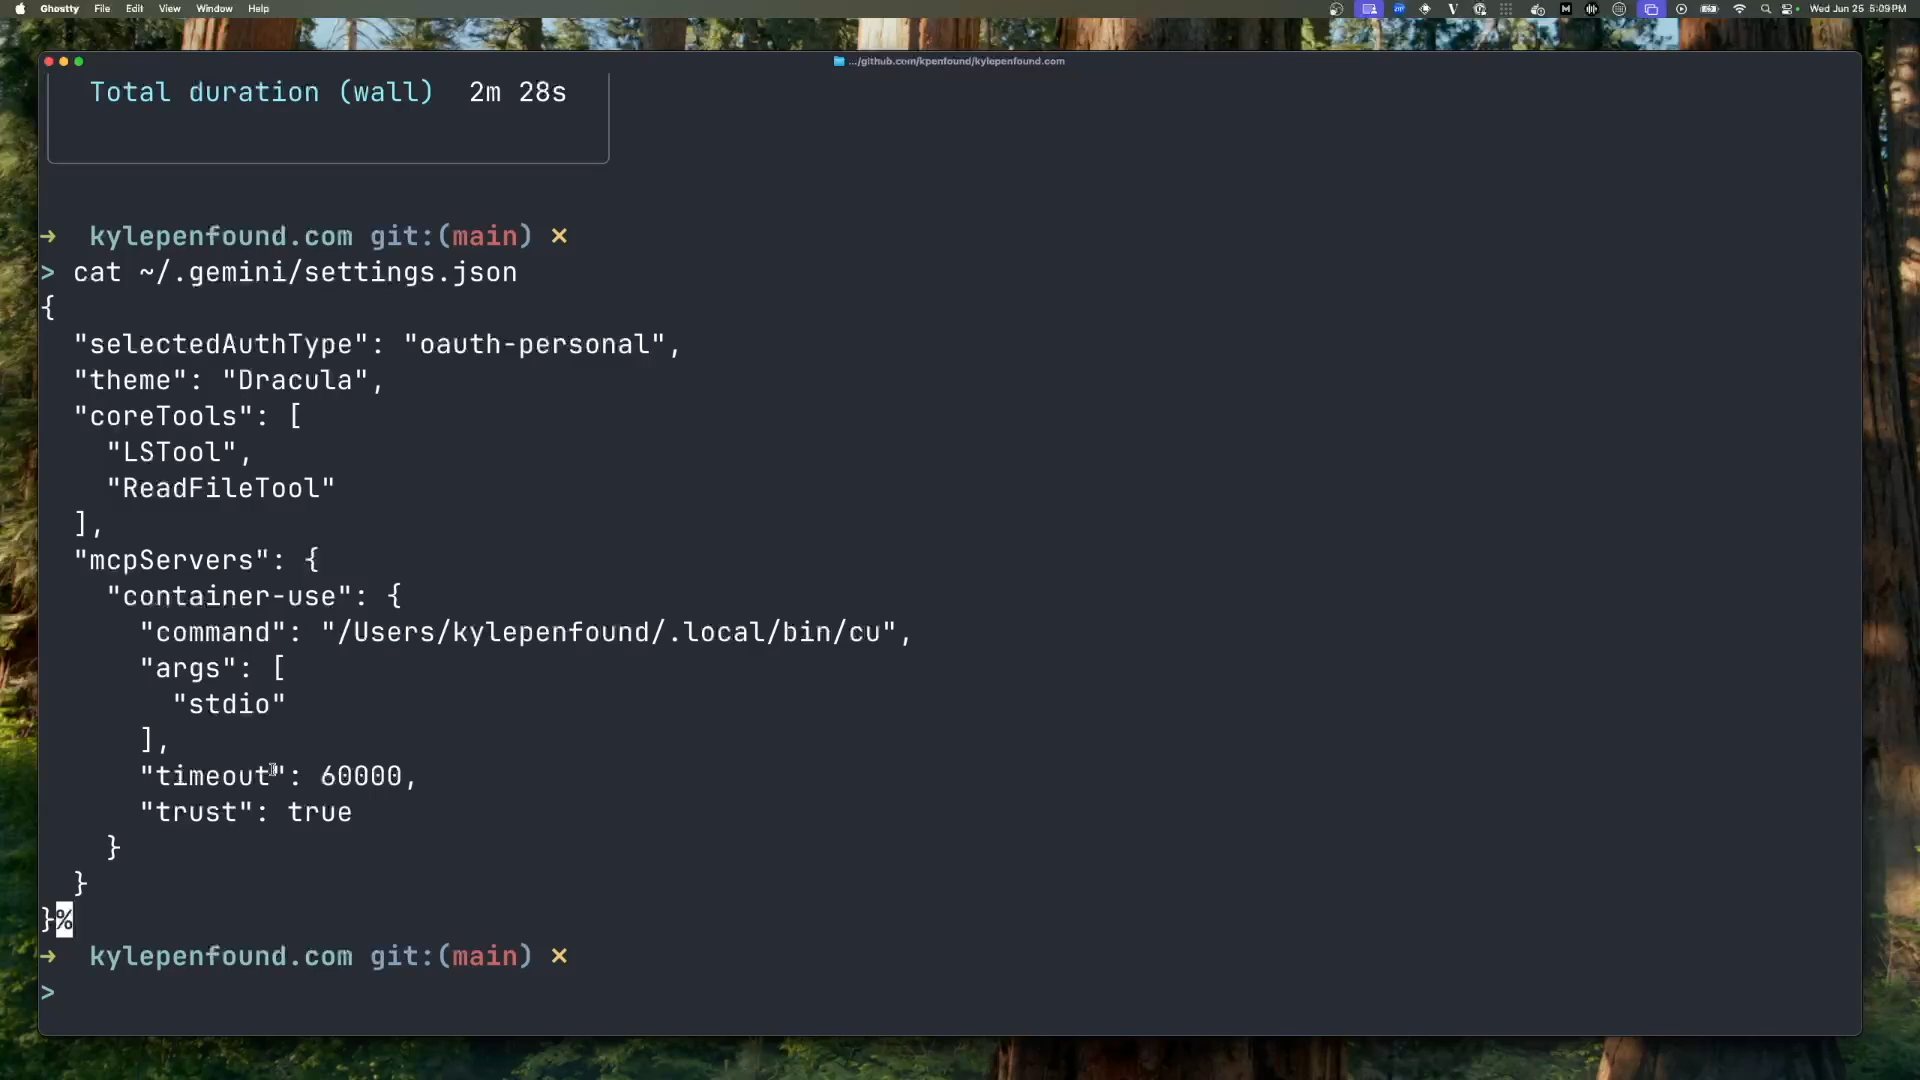 Ghostty File Edit View Window Help
Wed Jun 25 5:09PM
.../github.com/kpenfound/kylepenfound.com
Total duration (wall) 2m 28s
→ kylepenfound.com git:(main) ×
> cat ~/.gemini/settings.json
{
"selectedAuthType": "oauth-personal",
"theme": "Dracula",
"coreTools": [
"LSTool",
"ReadFileTool"
],
"mcpServers": {
"container-use": {
"command": "/Users/kylepenfound/.local/bin/cu",
"args": [
"stdio"
],
"timeout": 60000,
"trust": true
}
}
}%
→ kylepenfound.com git:(main) ×
>